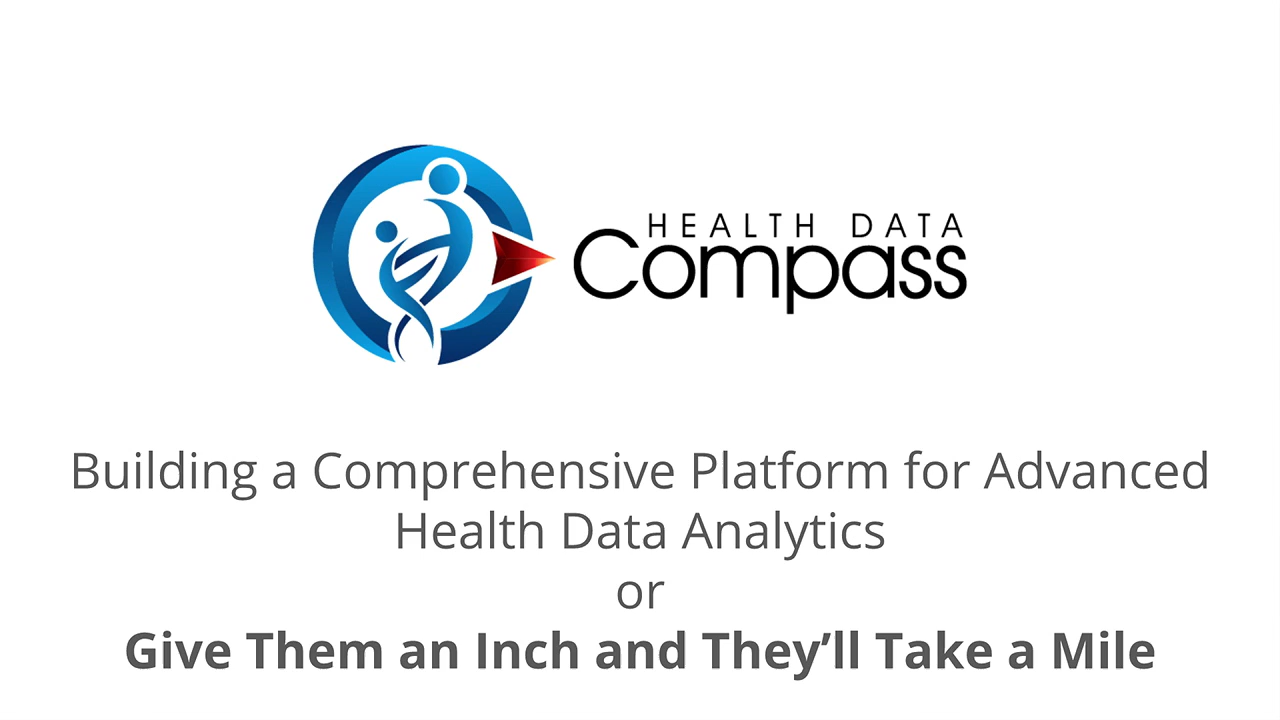 HEALTH DATA
Compass
Building a Comprehensive Platform for Advanced
Health Data Analytics
or
Give Them an Inch and They’ll Take a Mile